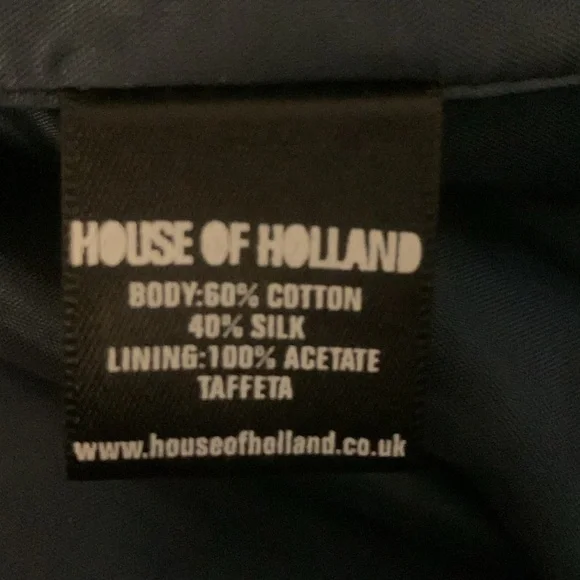 HOUSE OF HOLLAND
BODY:60% COTTON
40% SILK
LINING:100% ACETATE
TAFFETA
www.houseofholland.co.uk